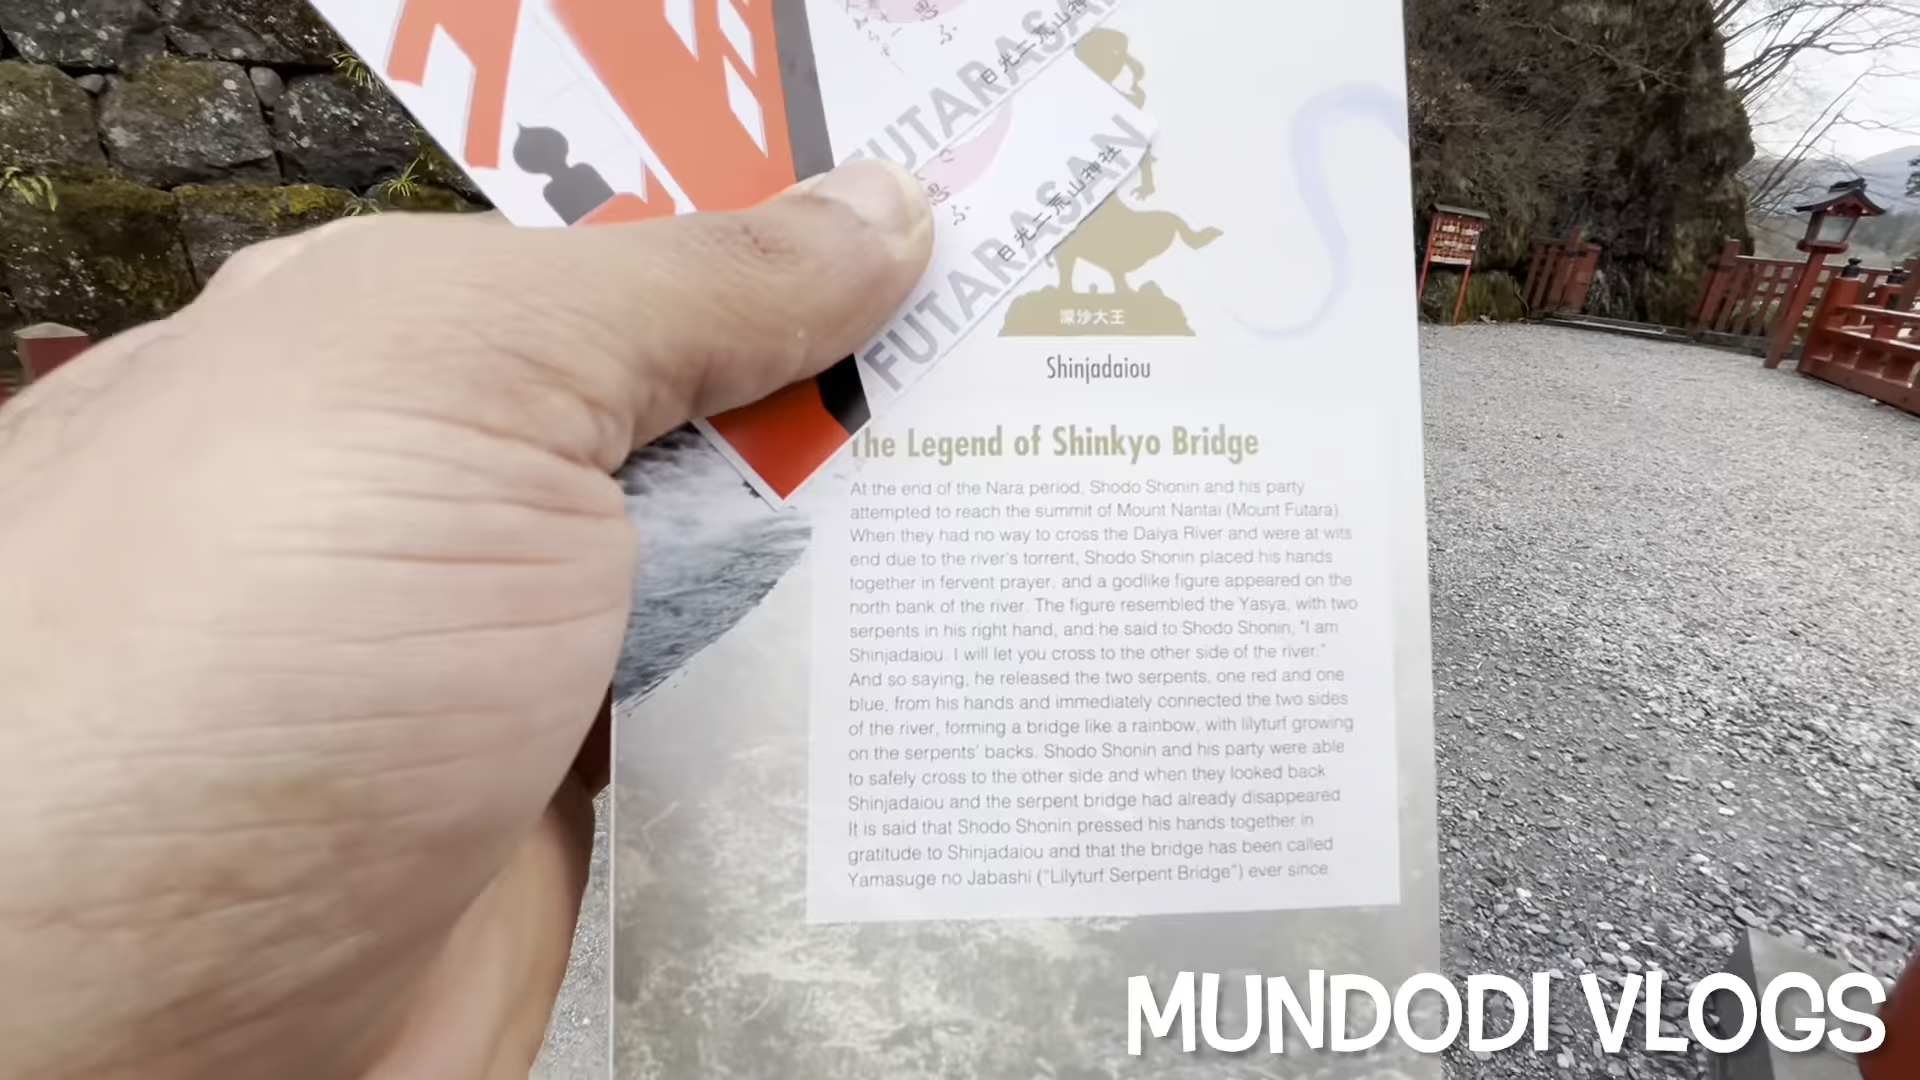 思ふ
日光二荒山神
FUTARASA
思ふ
日光二荒山神社
FUTARASAN
深沙大王
Shinjadaiou
The Legend of Shinkyo Bridge
At the end of the Nara period, Shodo Shonin and his party
attempted to reach the summit of Mount Nantai (Mount Futara).
When they had no way to cross the Daiya River and were at wits
end due to the river's torrent, Shodo Shonin placed his hands
together in fervent prayer, and a godlike figure appeared on the
north bank of the river. The figure resembled the Yasya, with two
serpents in his right hand, and he said to Shodo Shonin, "I am
Shinjadaiou. I will let you cross to the other side of the river."
And so saying, he released the two serpents, one red and one
blue, from his hands and immediately connected the two sides
of the river, forming a bridge like a rainbow, with lilyturf growing
on the serpents' backs. Shodo Shonin and his party were able
to safely cross to the other side and when they looked back
Shinjadaiou and the serpent bridge had already disappeared.
It is said that Shodo Shonin pressed his hands together in
gratitude to Shinjadaiou and that the bridge has been called
Yamasuge no Jabashi ("Lilyturf Serpent Bridge") ever since
MUNDODI VLOGS